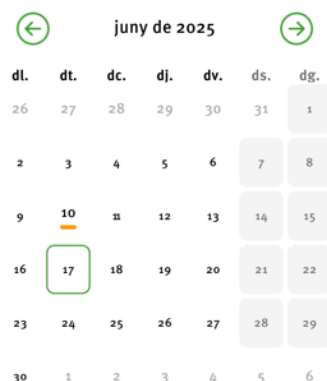 juny de 2025
dl. dt. dc. dj. dv. ds. dg.
26 27 28 29 30 31 1
2 3 4 5 6 7 8
9 10 11 12 13 14 15
16 17 18 19 20 21 22
23 24 25 26 27 28 29
30 1 2 3 4 5 6